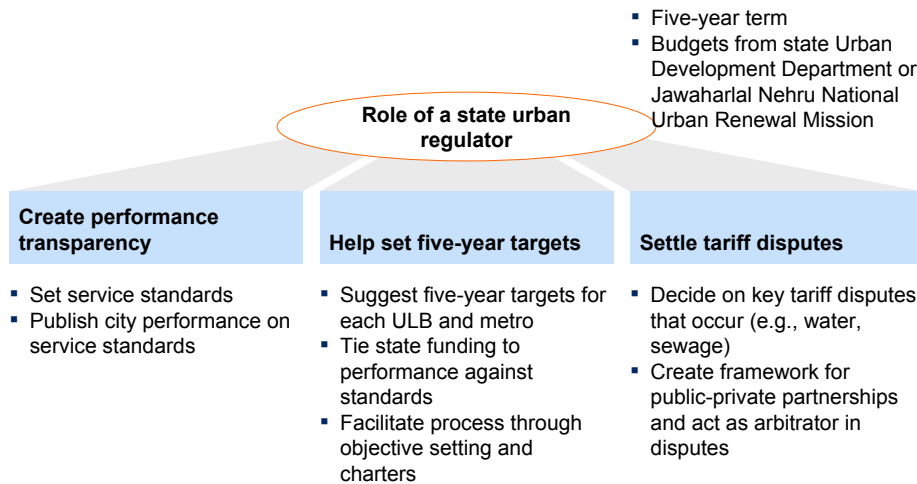 ▪ Five-year term
▪ Budgets from state Urban
Development Department or
Jawaharlal Nehru National
Urban Renewal Mission
Role of a state urban
regulator
Create performance
transparency
▪ Set service standards
▪ Publish city performance on
service standards
Help set five-year targets
▪ Suggest five-year targets for
each ULB and metro
▪ Tie state funding to
performance against
standards
▪ Facilitate process through
objective setting and
charters
Settle tariff disputes
▪ Decide on key tariff disputes
that occur (e.g., water,
sewage)
▪ Create framework for
public-private partnerships
and act as arbitrator in
disputes